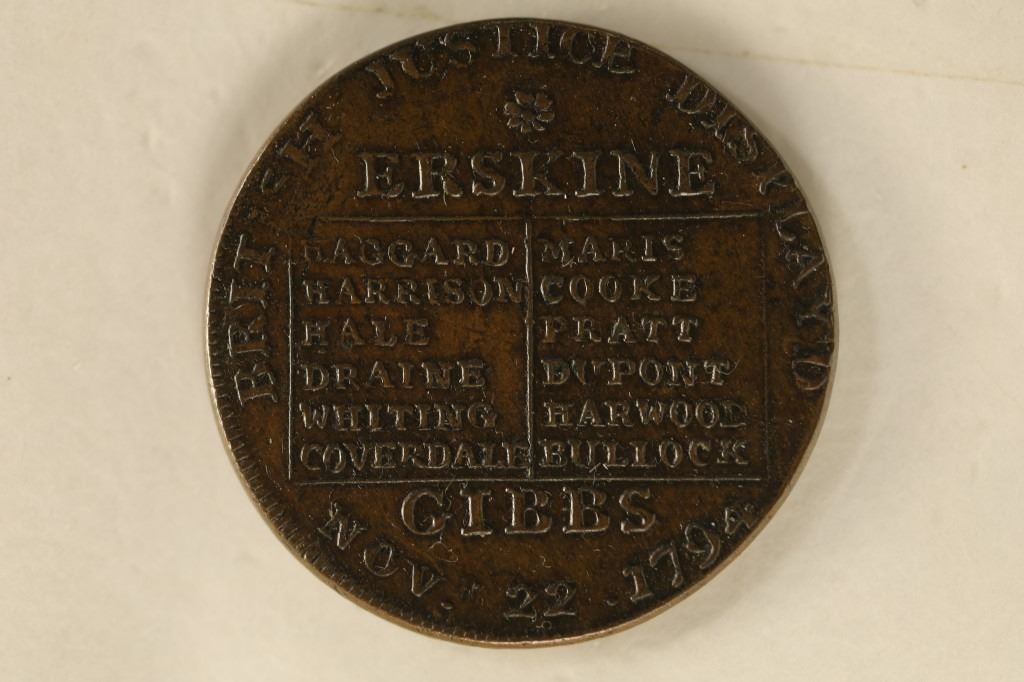 BRITISH JUSTICE DISPLAY'D
ERSKINE
HAGGARD MARIS
HARRISON COOKE
HALE PRATT
DRAINE DUPONT
WHITING HARWOOD
COVERDALE BULLOCK
GIBBS
NOV. 22 . 1794